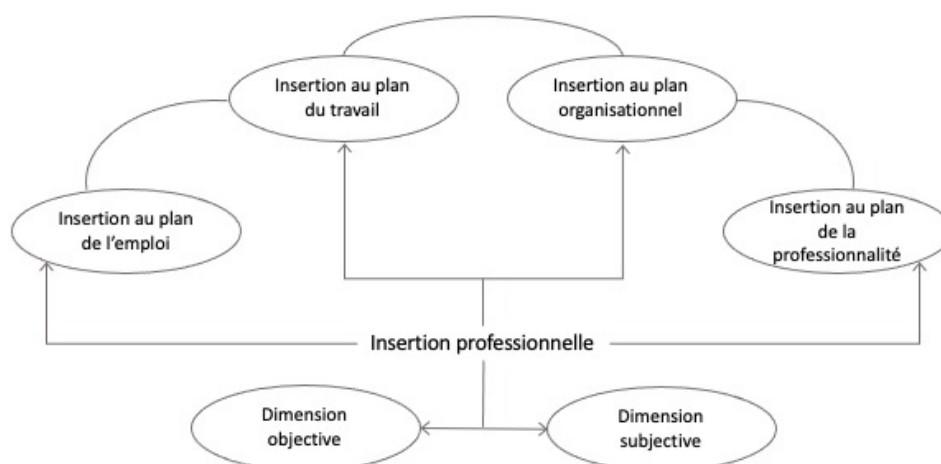 Insertion au plan
du travail
Insertion au plan
organisationnel
Insertion au plan
de l'emploi
Insertion au plan
de la
professionnalité
Insertion professionnelle
Dimension
objective
Dimension
subjective